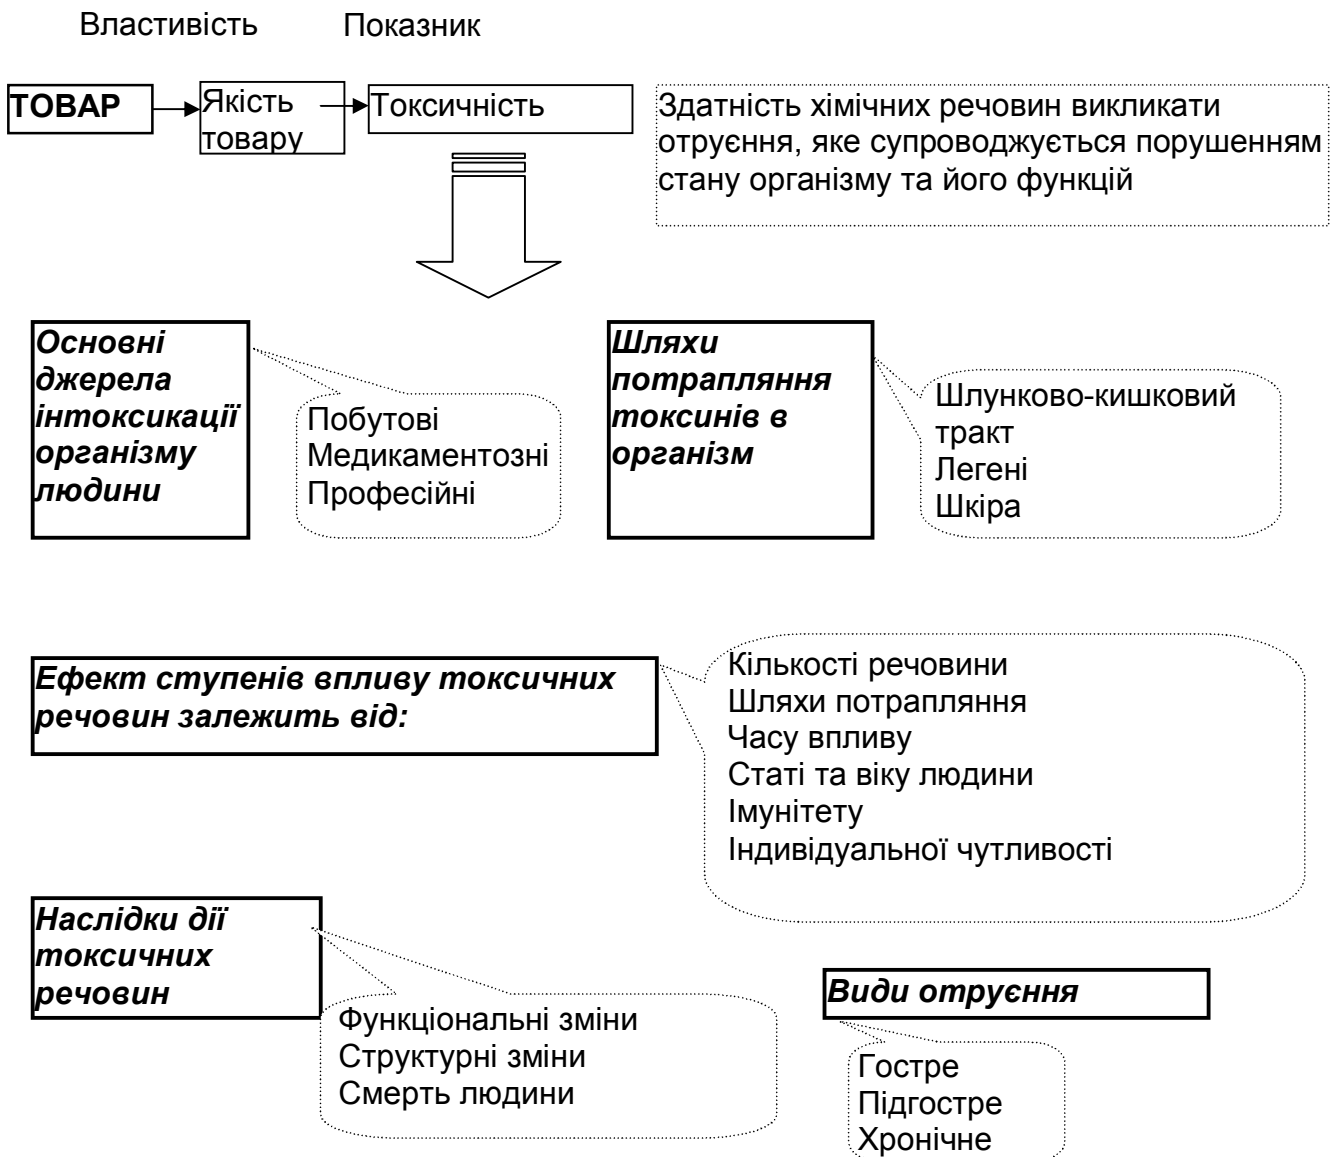 Властивість
Показник
ТОВАР
Якість
товару
Токсичність
Здатність хімічних речовин викликати
отруєння, яке супроводжується порушенням
стану організму та його функцій
Основні
джерела
інтоксикації
організму
людини
Побутові
Медикаментозні
Професійні
Шляхи
потрапляння
токсинів в
організм
Шлунково-кишковий
тракт
Легені
Шкіра
Ефект ступенів впливу токсичних
речовин залежить від:
Кількості речовини
Шляхи потрапляння
Часу впливу
Статі та віку людини
Імунітету
Індивідуальної чутливості
Наслідки дії
токсичних
речовин
Функціональні зміни
Структурні зміни
Смерть людини
Види отруєння
Гостре
Підгостре
Хронічне